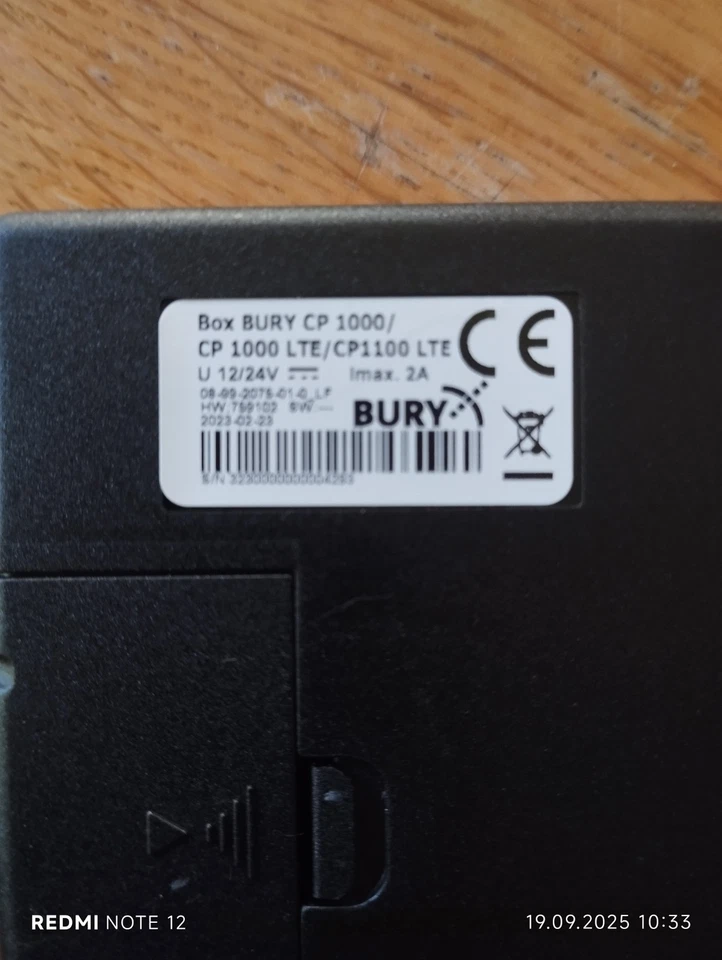 Box BURY CP 1000/
CP 1000 LTE/CP1100 LTE
CE
U 12/24V Imax. 2A
08-99-2075-01-0_LF
HW:759102 SW:---
2023-02-23
BURY
S/N
REDMI NOTE 12
19.09.2025 10:33